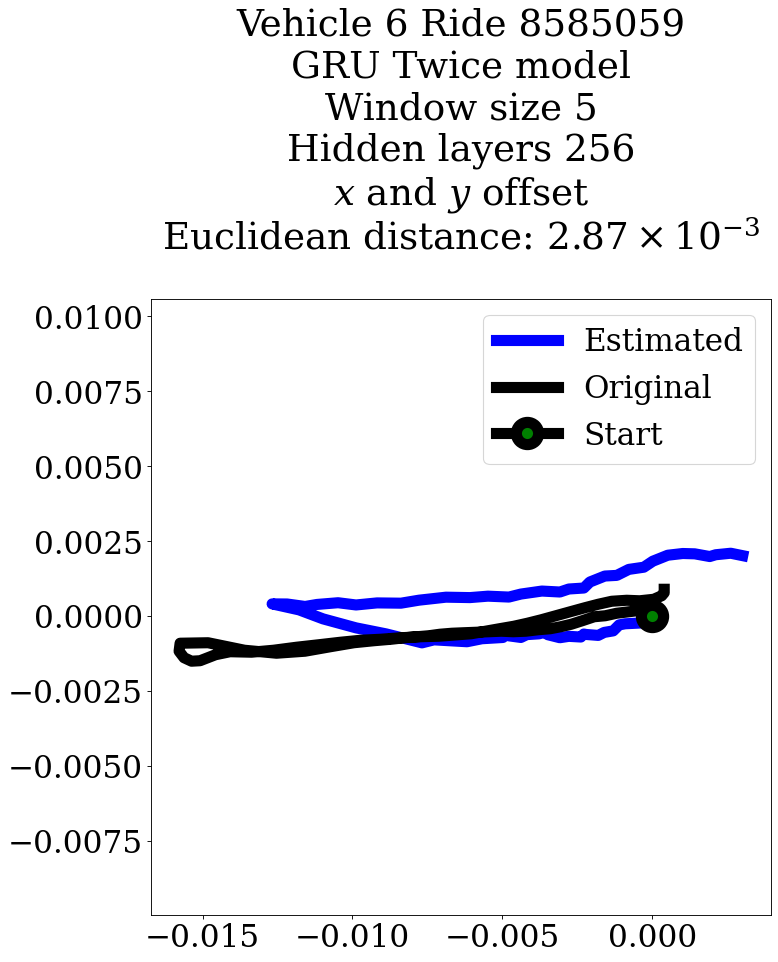 Vehicle 6 Ride 8585059
GRU Twice model
Window size 5
Hidden layers 256
x and y offset
Euclidean distance: 2.87 × 10⁻³
Estimated
Original
Start
0.0100
0.0075
0.0050
0.0025
0.0000
−0.0025
−0.0050
−0.0075
−0.015 −0.010 −0.005 0.000